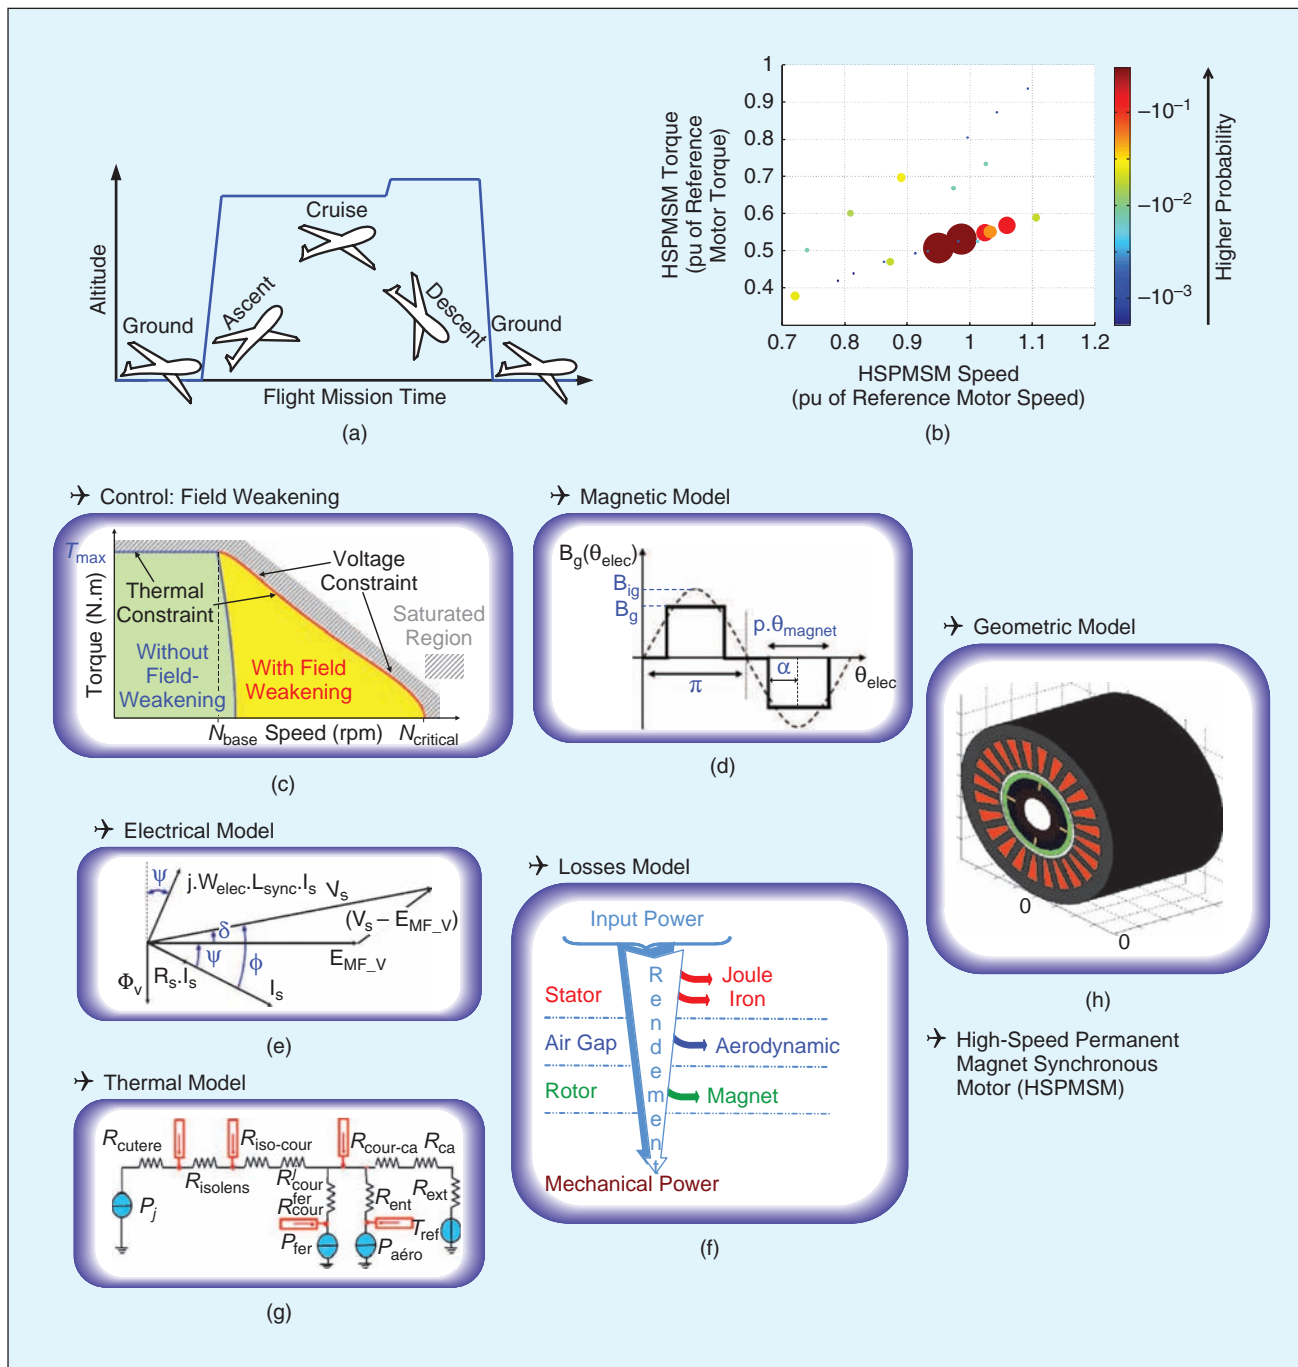 Altitude
Ground
Ascent
Cruise
Descent
Ground
Flight Mission Time
(a)
HSPMSM Torque
(pu of Reference
Motor Torque)
1
0.9
0.8
0.7
0.6
0.5
0.4
0.7 0.8 0.9 1 1.1 1.2
HSPMSM Speed
(pu of Reference Motor Speed)
−10⁻¹
−10⁻²
−10⁻³
Higher Probability
(b)
Control: Field Weakening
Torque (N.m)
Tmax
Thermal
Constraint
Voltage
Constraint
Saturated
Region
Without
Field-
Weakening
With Field
Weakening
Nbase Speed (rpm) Ncritical
(c)
Magnetic Model
Bg(θelec)
Big
Bg
p.θmagnet
α
π
θelec
(d)
Electrical Model
ψ
j.Welec.Lsync.Is
Vs
(Vs – EMF_V)
δ
ψ
ϕ
EMF_V
Φv
Rs.Is
Is
(e)
Losses Model
Input Power
Rendement
Stator
Joule
Iron
Air Gap
Aerodynamic
Rotor
Magnet
Mechanical Power
(f)
Thermal Model
Rcutere
Risolens
Riso-cour
RIcour
fer
Rcour
Rcour-ca
Rca
Rent
Rext
Pj
Pfer
Paéro
Tref
(g)
Geometric Model
0
0
(h)
High-Speed Permanent
Magnet Synchronous
Motor (HSPMSM)